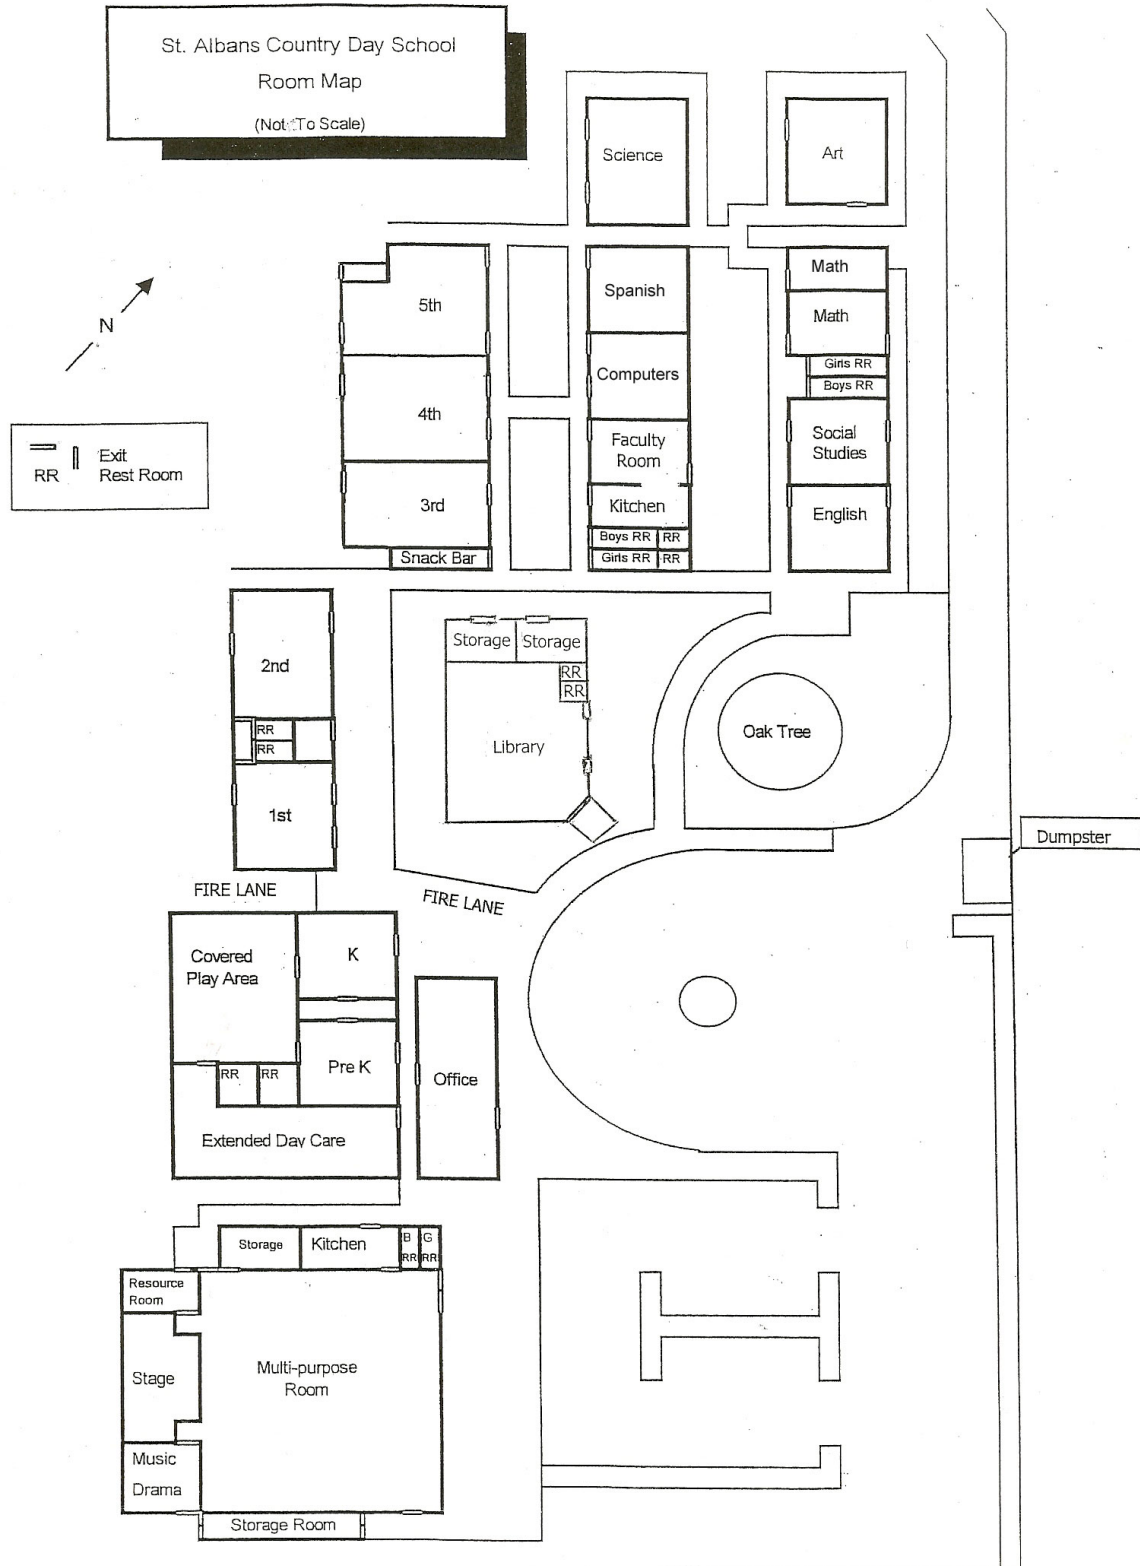 St. Albans Country Day School
Room Map
(Not To Scale)
Science
Art
N
Exit
RR Rest Room
5th
4th
3rd
Snack Bar
Spanish
Computers
Faculty
Room
Kitchen
Boys RR RR
Girls RR RR
Math
Math
Girls RR
Boys RR
Social
Studies
English
2nd
RR
RR
1st
Storage Storage
RR
RR
Library
Oak Tree
Dumpster
FIRE LANE
FIRE LANE
Covered
Play Area
K
Pre K
RR RR
Extended Day Care
Office
Storage
Kitchen
B G
RR RR
Resource
Room
Stage
Multi-purpose
Room
Music
Drama
Storage Room